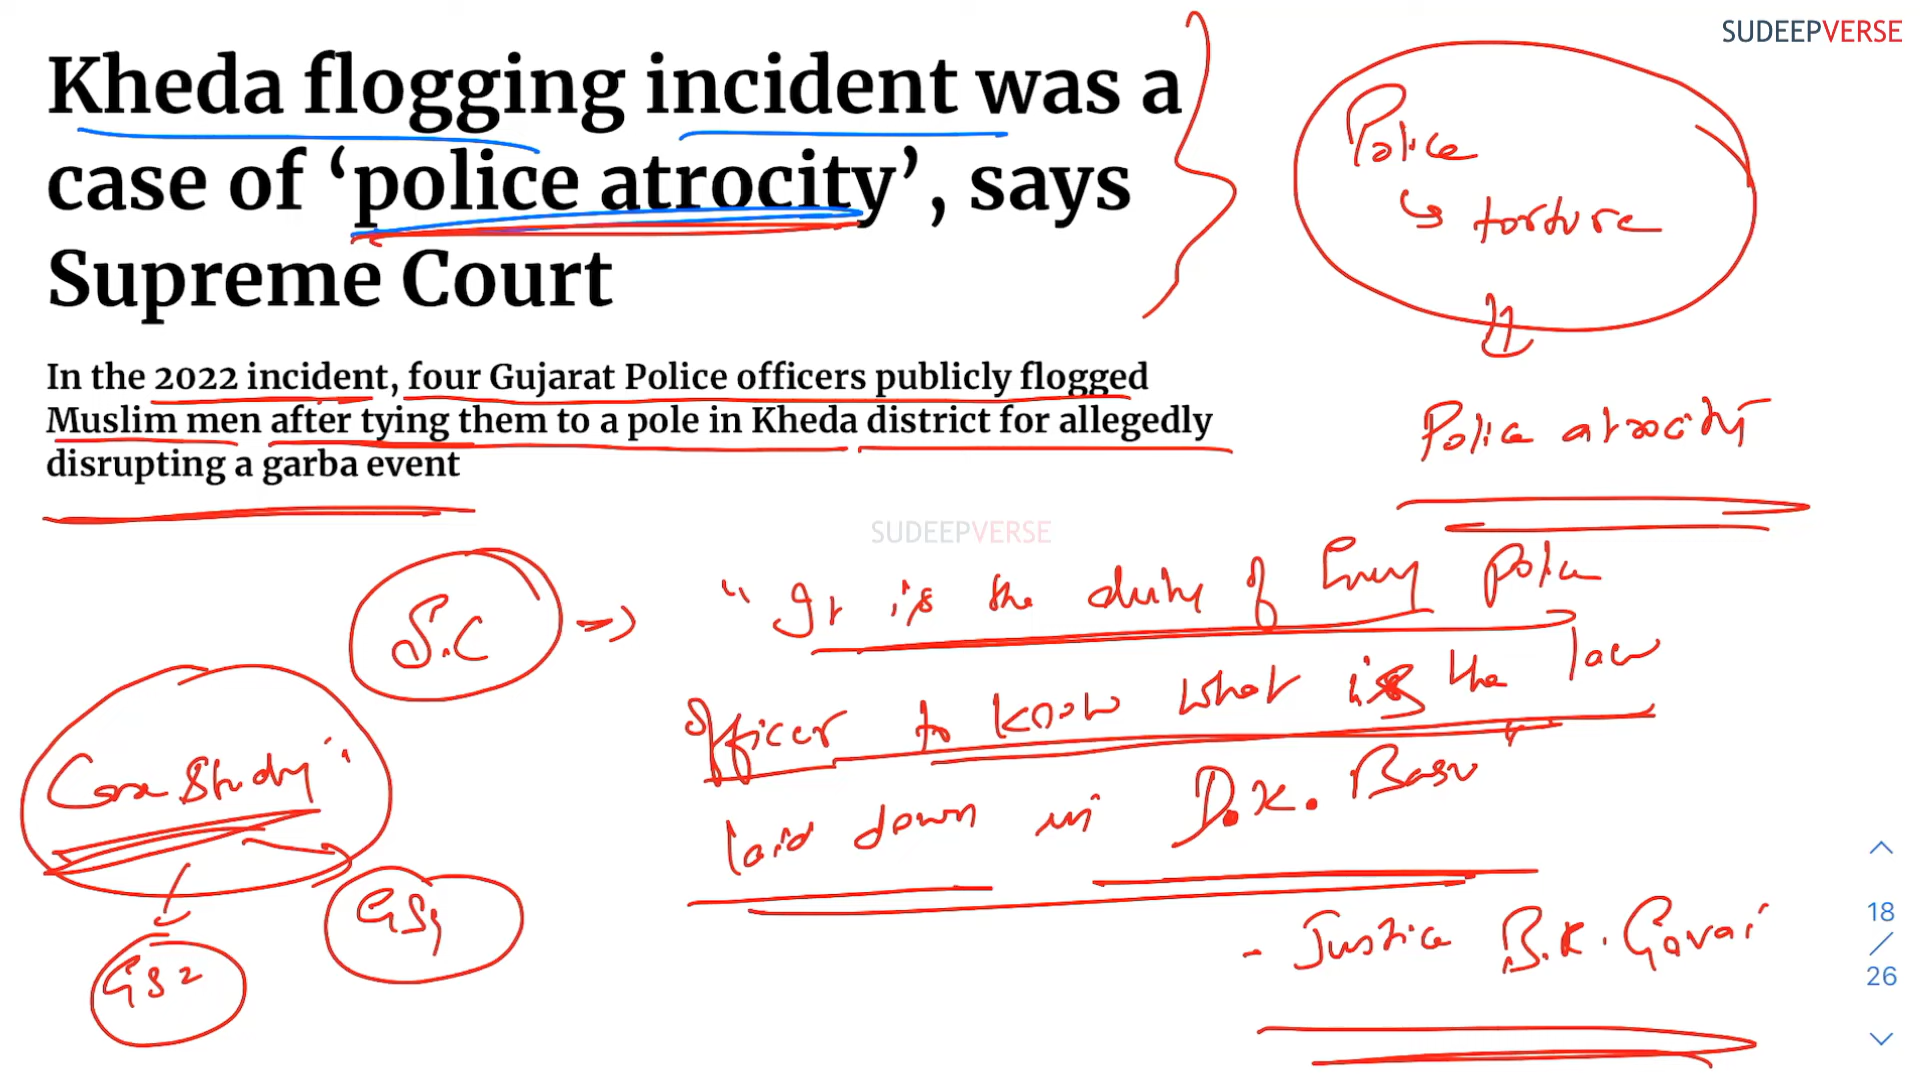 SUDEEPVERSE
Kheda flogging incident was a
case of ‘police atrocity’, says
Supreme Court
In the 2022 incident, four Gujarat Police officers publicly flogged
Muslim men after tying them to a pole in Kheda district for allegedly
disrupting a garba event
Police
↳ torture
Police atrocity
SUDEEPVERSE
S.C →
"It is the duty of Every police
officer to know what is the law
laid down in D.K. Basu"
- Justice B.K. Gavai
Case Study:
GS4
GS2
18
/
26